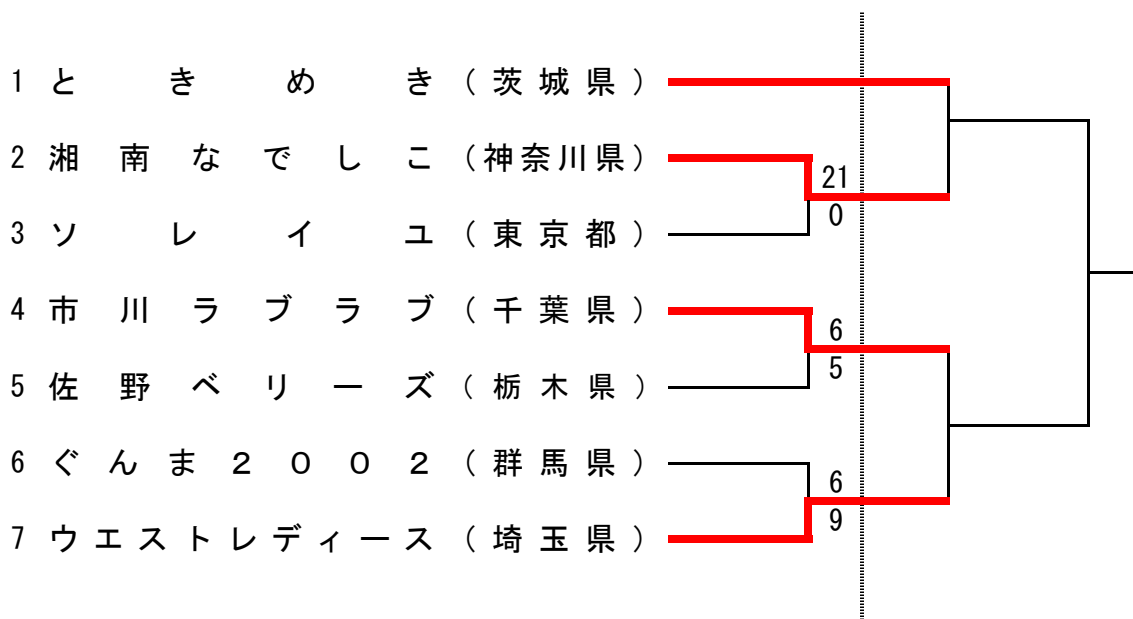 1 ときめき（茨城県）
2 湘南なでしこ（神奈川県）
21
0
3 ソレイユ（東京都）
4 市川ラブラブ（千葉県）
6
5
5 佐野ベリーズ（栃木県）
6 ぐんま２００２（群馬県）
6
9
7 ウエストレディース（埼玉県）